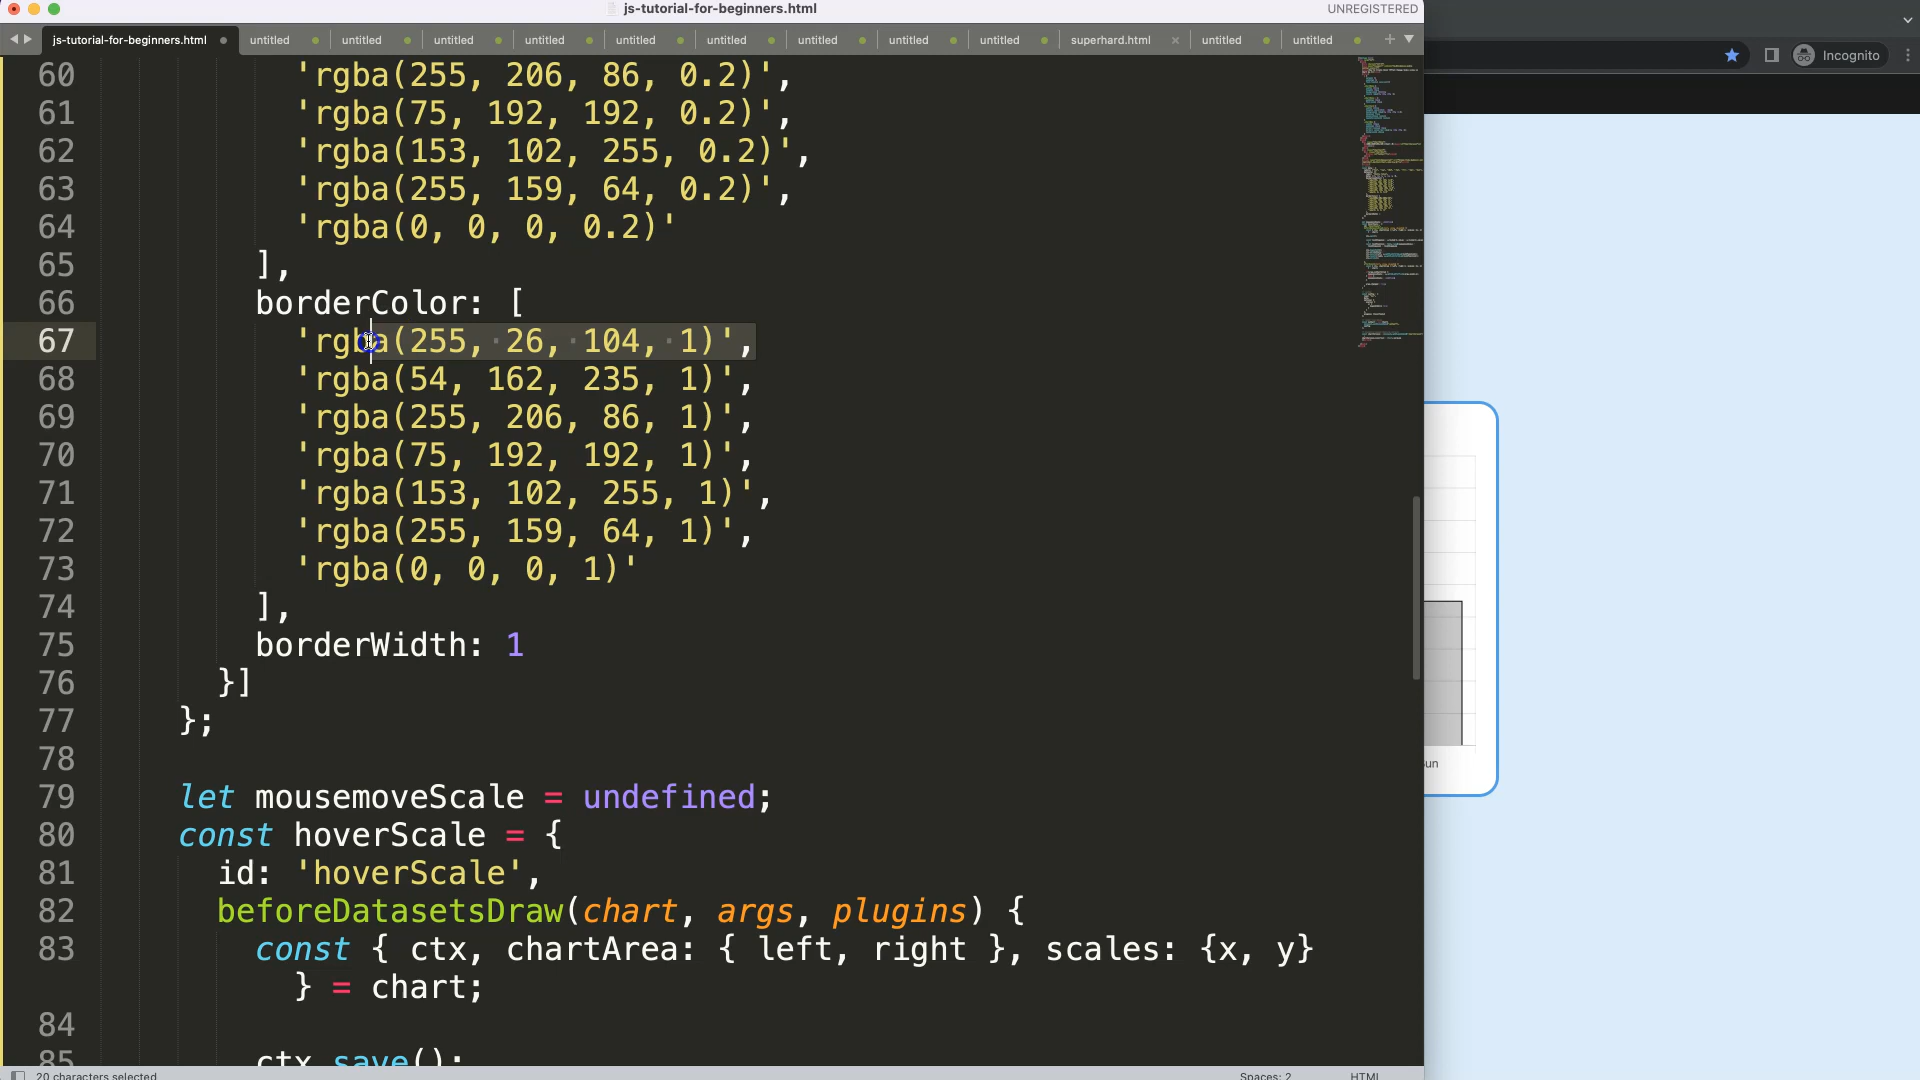 js-tutorial-for-beginners.html
UNREGISTERED
js-tutorial-for-beginners.html untitled untitled untitled untitled untitled untitled untitled untitled untitled superhard.html untitled untitled
Incognito
60 'rgba(255, 206, 86, 0.2)',
61 'rgba(75, 192, 192, 0.2)',
62 'rgba(153, 102, 255, 0.2)',
63 'rgba(255, 159, 64, 0.2)',
64 'rgba(0, 0, 0, 0.2)'
65 ],
66 borderColor: [
67 'rgba(255, 26, 104, 1)',
68 'rgba(54, 162, 235, 1)',
69 'rgba(255, 206, 86, 1)',
70 'rgba(75, 192, 192, 1)',
71 'rgba(153, 102, 255, 1)',
72 'rgba(255, 159, 64, 1)',
73 'rgba(0, 0, 0, 1)'
74 ],
75 borderWidth: 1
76 }]
77 };
78
79 let mousemoveScale = undefined;
80 const hoverScale = {
81 id: 'hoverScale',
82 beforeDatasetsDraw(chart, args, plugins) {
83 const { ctx, chartArea: { left, right }, scales: {x, y}
} = chart;
84
85 ctx.save();
20 characters selected
Spaces: 2
HTML